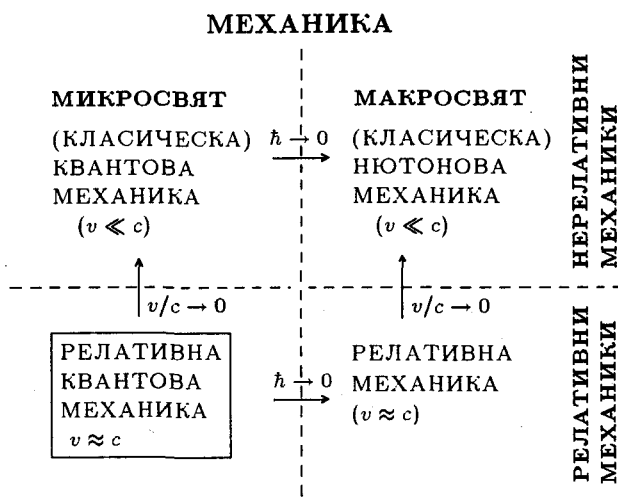 МЕХАНИКА
МИКРОСВЯТ
(КЛАСИЧЕСКА)
КВАНТОВА
МЕХАНИКА
(v ≪ c)
ħ → 0
МАКРОСВЯТ
(КЛАСИЧЕСКА)
НЮТОНОВА
МЕХАНИКА
(v ≪ c)
НЕРЕЛАТИВНИ
МЕХАНИКИ
v/c → 0
v/c → 0
РЕЛАТИВНА
КВАНТОВА
МЕХАНИКА
v ≈ c
ħ → 0
РЕЛАТИВНА
МЕХАНИКА
(v ≈ c)
РЕЛАТИВНИ
МЕХАНИКИ